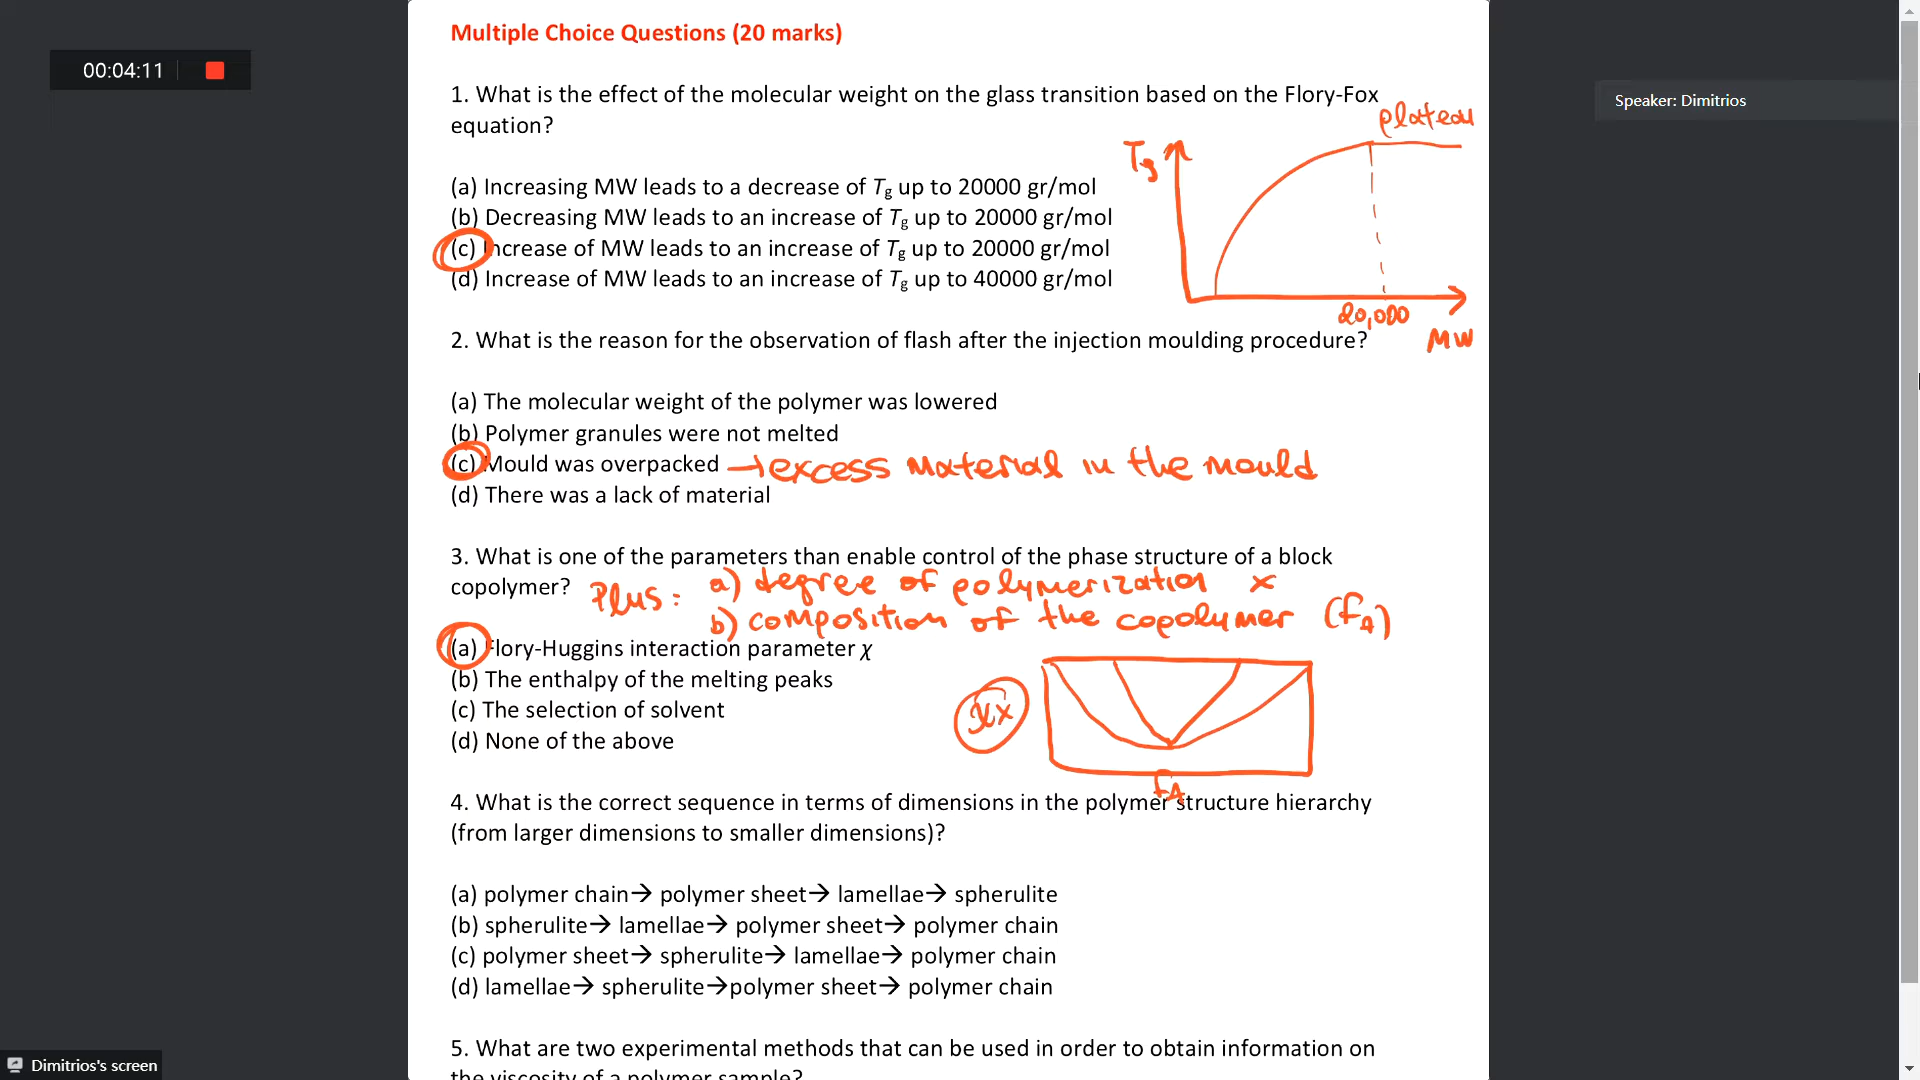 Multiple Choice Questions (20 marks)
00:04:11
Speaker: Dimitrios
1. What is the effect of the molecular weight on the glass transition based on the Flory-Fox
equation?
plateau
Tg
(a) Increasing MW leads to a decrease of Tg up to 20000 gr/mol
(b) Decreasing MW leads to an increase of Tg up to 20000 gr/mol
(c) Increase of MW leads to an increase of Tg up to 20000 gr/mol
(d) Increase of MW leads to an increase of Tg up to 40000 gr/mol
20,000
MW
2. What is the reason for the observation of flash after the injection moulding procedure?
(a) The molecular weight of the polymer was lowered
(b) Polymer granules were not melted
(c) Mould was overpacked → excess material in the mould
(d) There was a lack of material
3. What is one of the parameters than enable control of the phase structure of a block
copolymer?
Plus: a) degree of polymerization x
b) composition of the copolymer (fA)
(a) Flory-Huggins interaction parameter χ
(b) The enthalpy of the melting peaks
(c) The selection of solvent
(d) None of the above
χx
fA
4. What is the correct sequence in terms of dimensions in the polymer structure hierarchy
(from larger dimensions to smaller dimensions)?
(a) polymer chain→ polymer sheet→ lamellae→ spherulite
(b) spherulite→ lamellae→ polymer sheet→ polymer chain
(c) polymer sheet→ spherulite→ lamellae→ polymer chain
(d) lamellae→ spherulite→polymer sheet→ polymer chain
5. What are two experimental methods that can be used in order to obtain information on
the viscosity of a polymer sample?
Dimitrios's screen